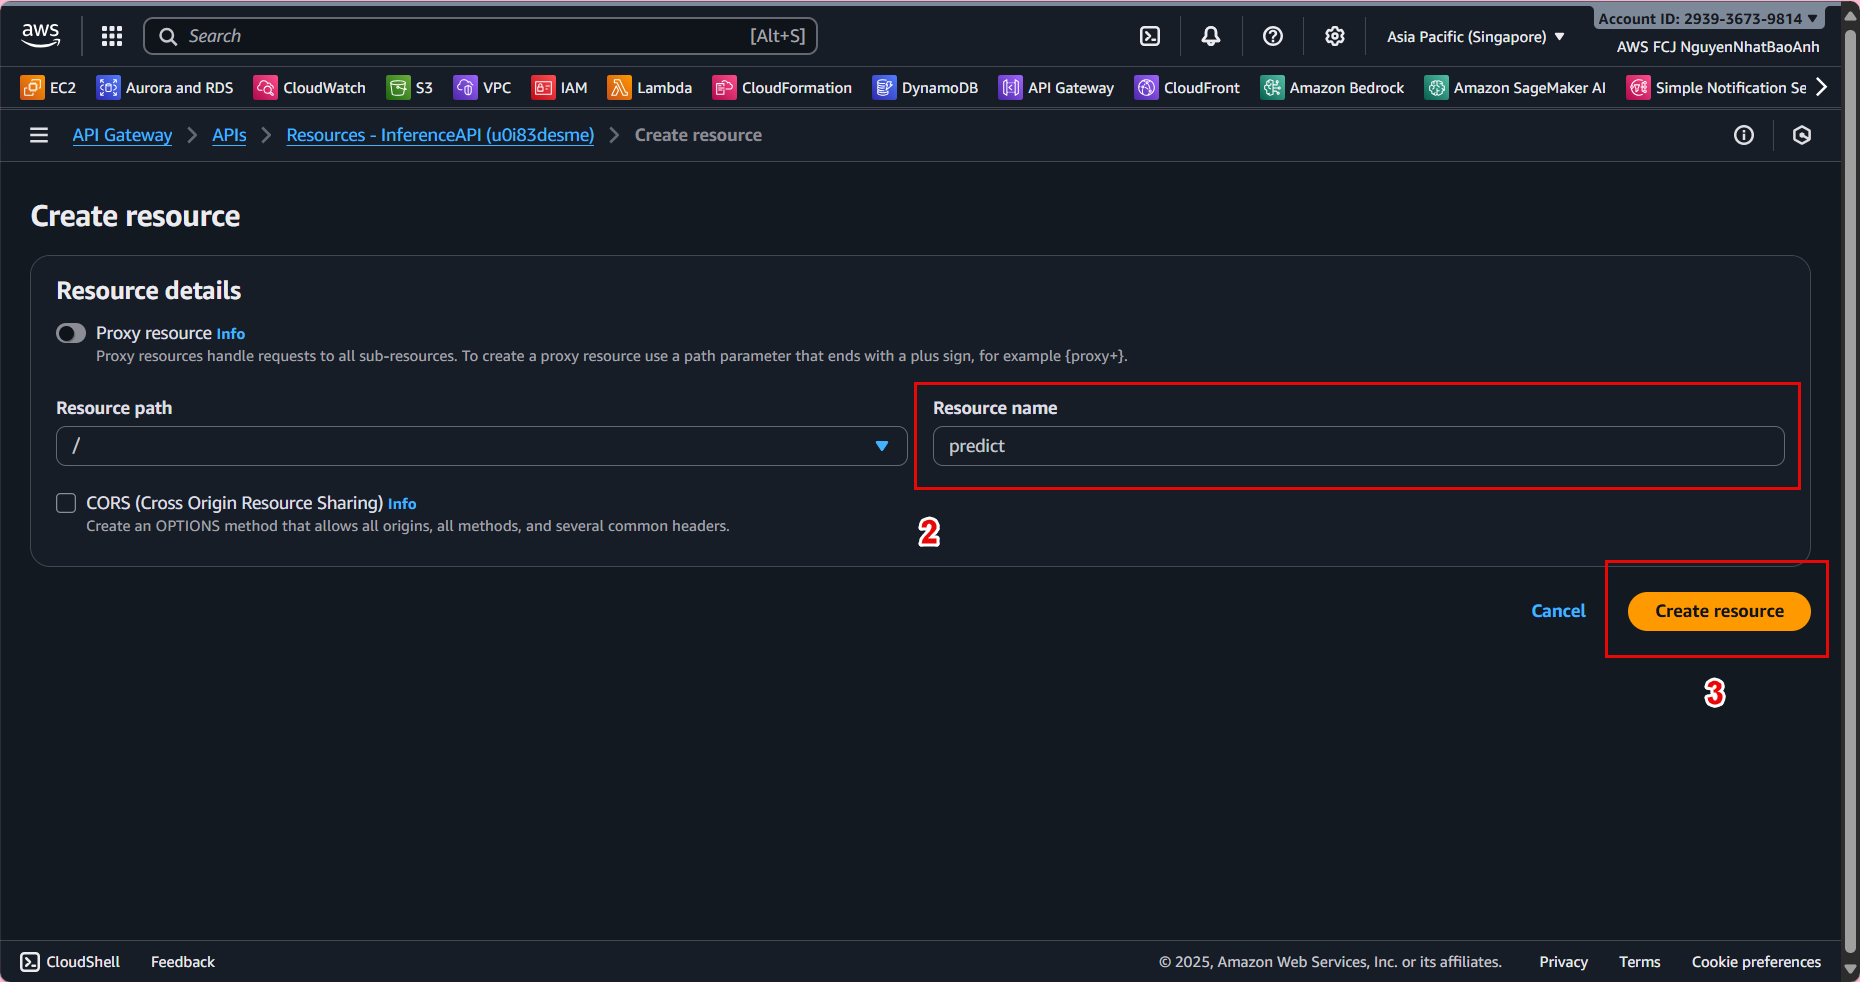 Account ID: 2939-3673-9814
aws
Search
[Alt+S]
Asia Pacific (Singapore)
AWS FCJ NguyenNhatBaoAnh
EC2
Aurora and RDS
CloudWatch
S3
VPC
IAM
Lambda
CloudFormation
DynamoDB
API Gateway
CloudFront
Amazon Bedrock
Amazon SageMaker AI
Simple Notification Se
API Gateway
APIs
Resources - InferenceAPI (u0i83desme)
Create resource
Create resource
Resource details
Proxy resource Info
Proxy resources handle requests to all sub-resources. To create a proxy resource use a path parameter that ends with a plus sign, for example {proxy+}.
Resource path
/
Resource name
predict
CORS (Cross Origin Resource Sharing) Info
Create an OPTIONS method that allows all origins, all methods, and several common headers.
2
Cancel
Create resource
3
CloudShell
Feedback
© 2025, Amazon Web Services, Inc. or its affiliates.
Privacy
Terms
Cookie preferences